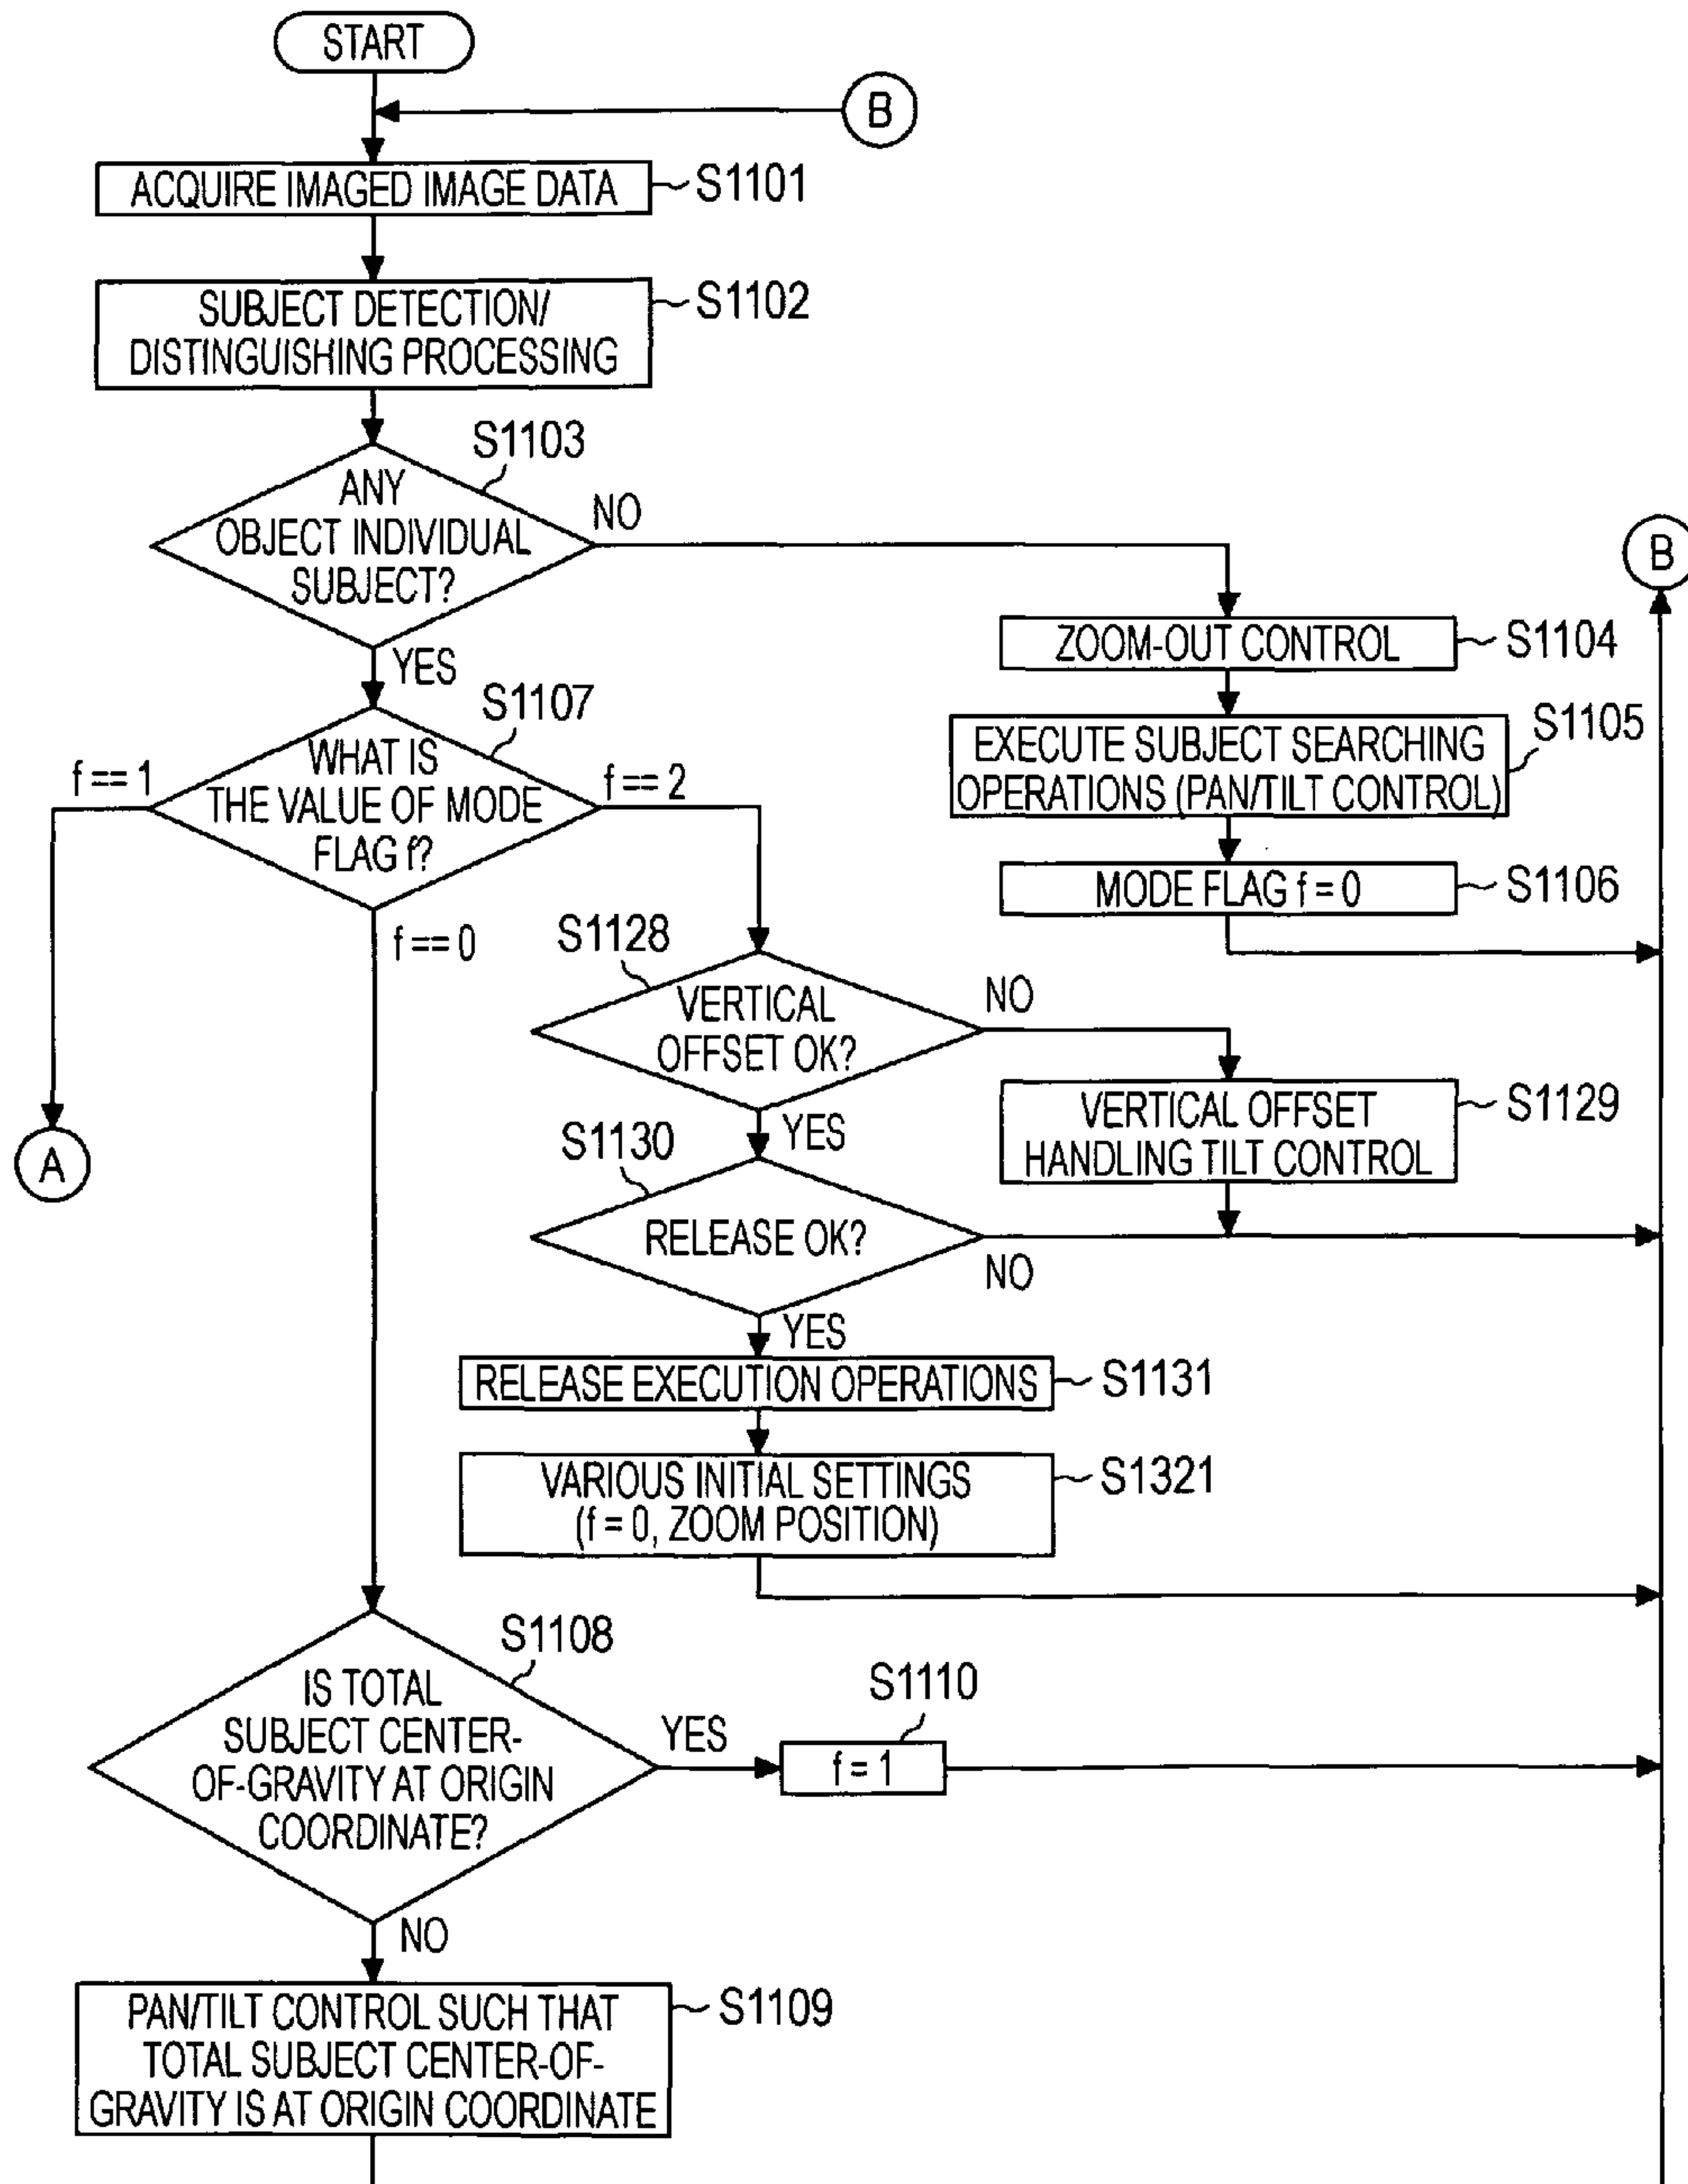 START
B
ACQUIRE IMAGED IMAGE DATA
S1101
SUBJECT DETECTION/
DISTINGUISHING PROCESSING
S1102
S1103
ANY
OBJECT INDIVIDUAL
SUBJECT?
NO
YES
B
ZOOM-OUT CONTROL
S1104
EXECUTE SUBJECT SEARCHING
OPERATIONS (PAN/TILT CONTROL)
S1105
MODE FLAG f = 0
S1106
S1107
WHAT IS
THE VALUE OF MODE
FLAG f?
f == 1
f == 2
f == 0
A
S1128
VERTICAL
OFFSET OK?
NO
YES
VERTICAL OFFSET
HANDLING TILT CONTROL
S1129
S1130
RELEASE OK?
NO
YES
RELEASE EXECUTION OPERATIONS
S1131
VARIOUS INITIAL SETTINGS
(f = 0, ZOOM POSITION)
S1321
S1108
IS TOTAL
SUBJECT CENTER-
OF-GRAVITY AT ORIGIN
COORDINATE?
YES
S1110
f = 1
NO
PAN/TILT CONTROL SUCH THAT
TOTAL SUBJECT CENTER-OF-
GRAVITY IS AT ORIGIN COORDINATE
S1109